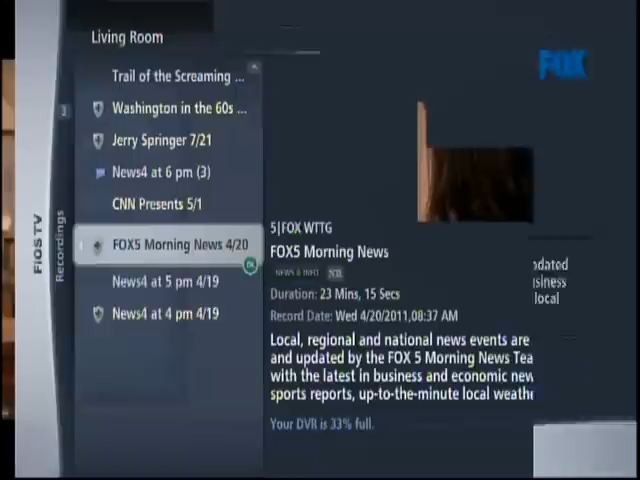 Living Room
Trail of the Screaming ...
Washington in the 60s ...
Jerry Springer 7/21
News4 at 6 pm (3)
CNN Presents 5/1
FOX5 Morning News 4/20
News4 at 5 pm 4/19
News4 at 4 pm 4/19
FiOS TV
Recordings
FOX
5|FOX WTTG
FOX5 Morning News
NEWS & INFO NR
Duration: 23 Mins, 15 Secs
Record Date: Wed 4/20/2011,08:37 AM
Local, regional and national news events are
and updated by the FOX 5 Morning News Tea
with the latest in business and economic new
sports reports, up-to-the-minute local weathe
Your DVR is 33% full.
pdated
usiness
local